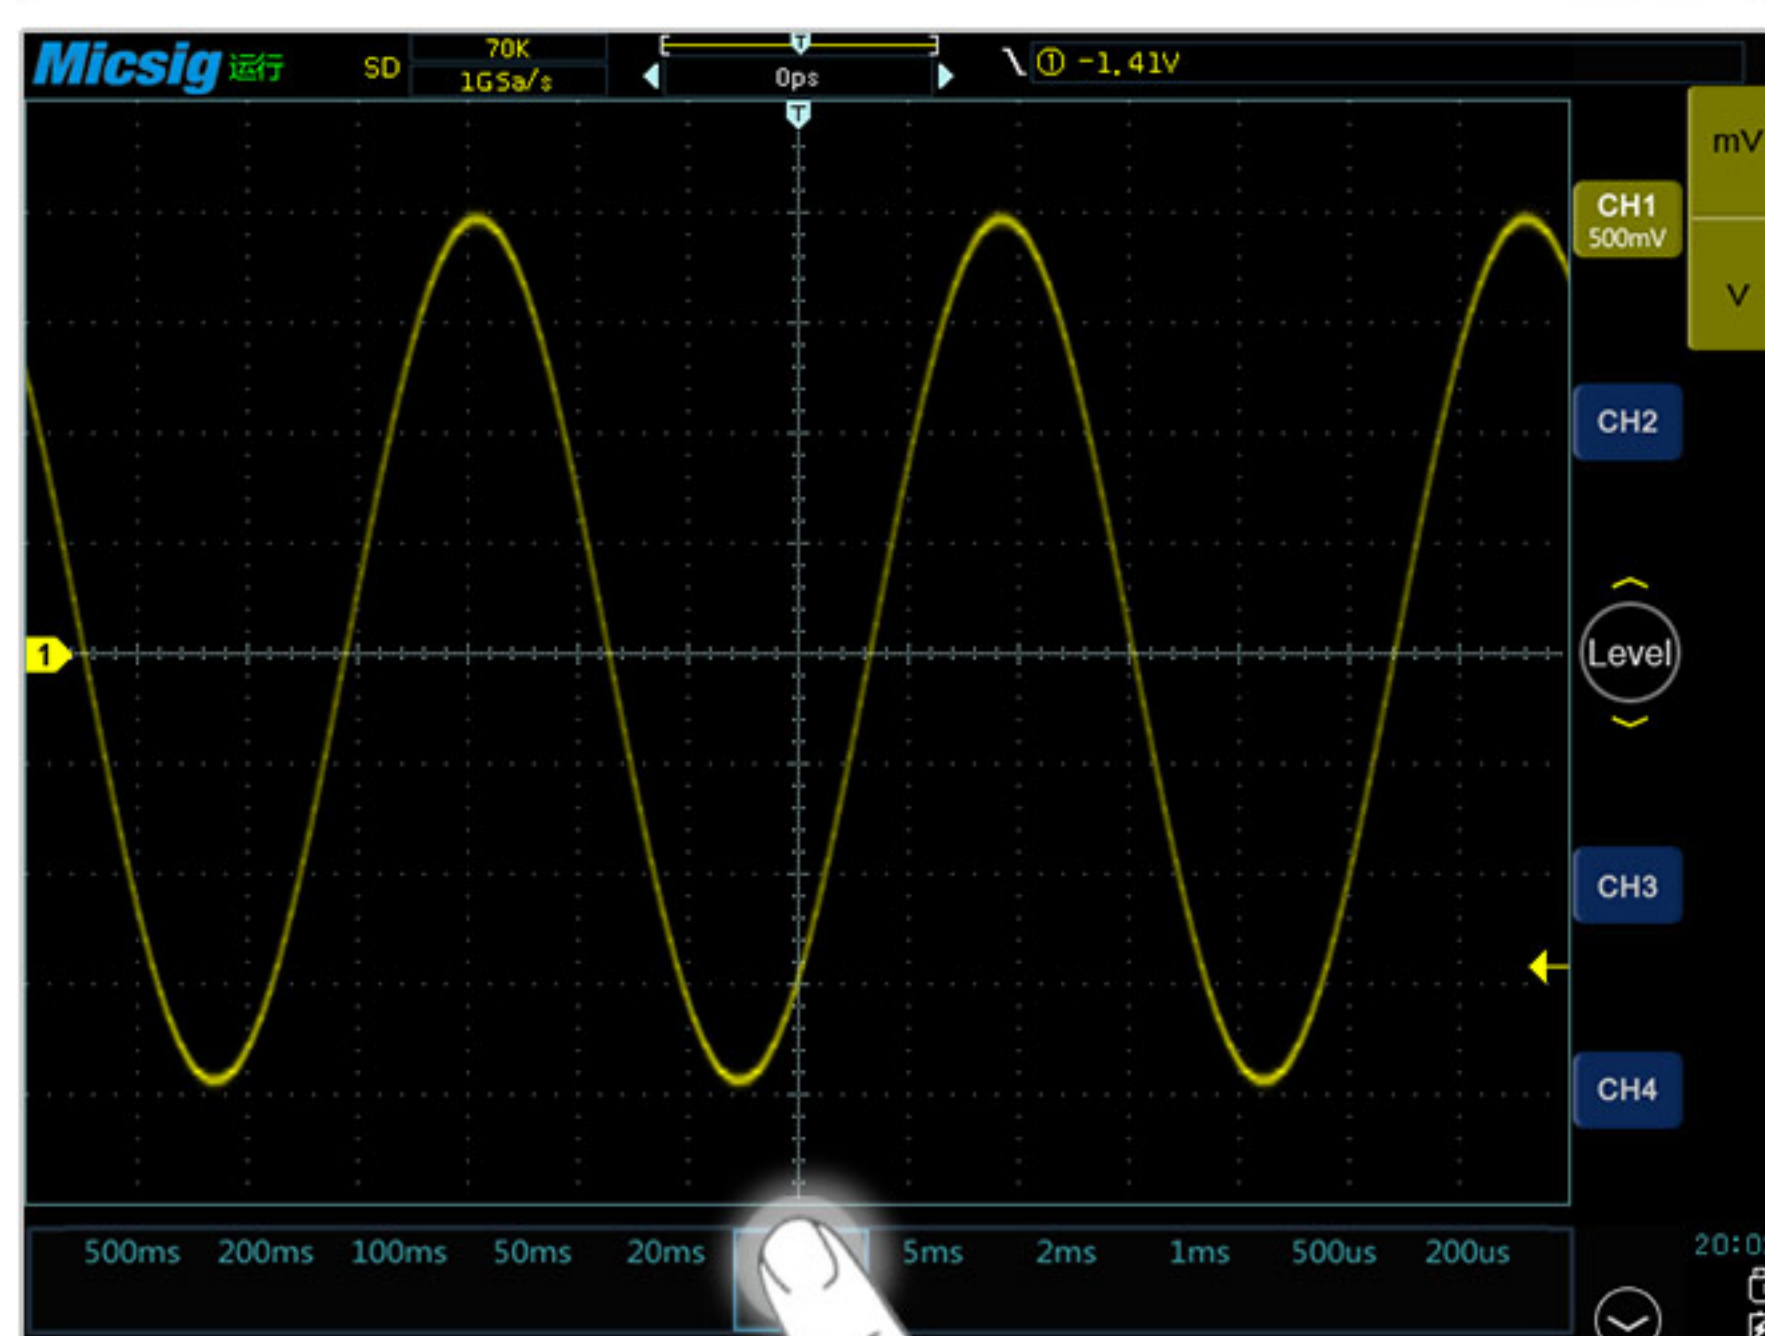 Micsig 运行 SD 70K 1GSa/s T 0ps ① -1.41V
T
mV
CH1
500mV
V
CH2
1
Level
CH3
CH4
500ms 200ms 100ms 50ms 20ms 5ms 2ms 1ms 500us 200us